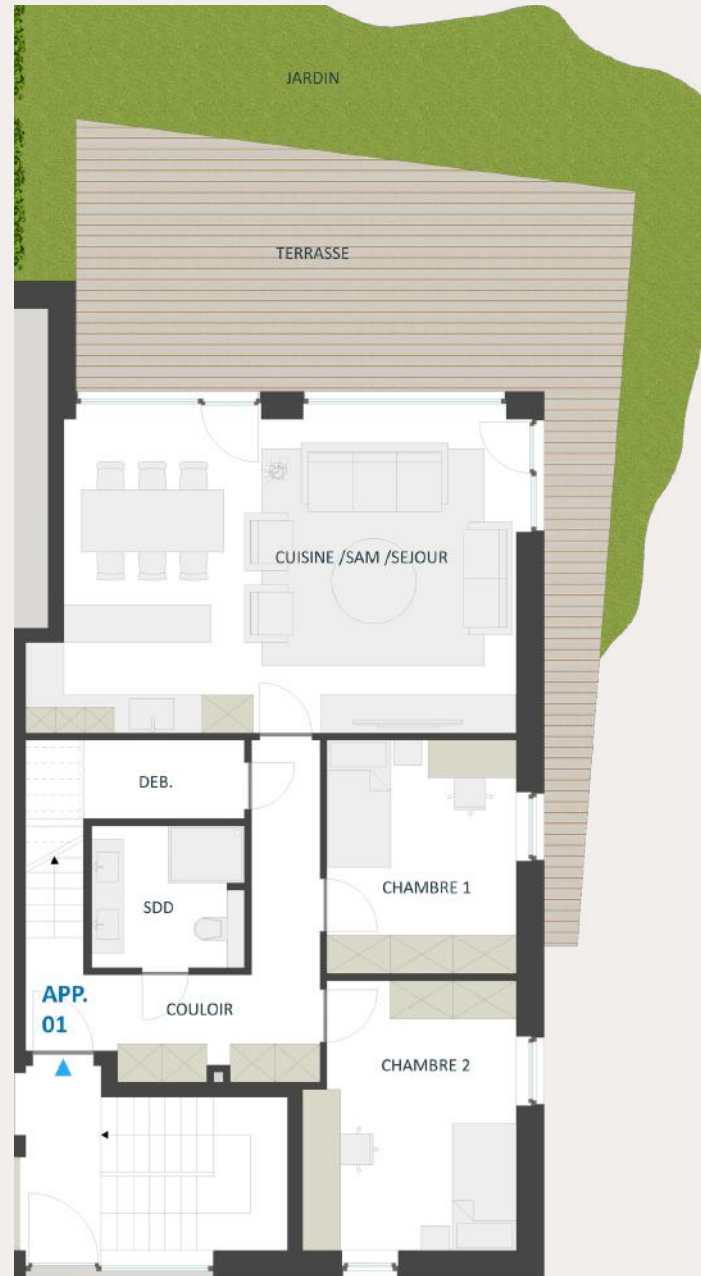 JARDIN
TERRASSE
CUISINE /SAM /SEJOUR
DEB.
CHAMBRE 1
SDD
APP.
01
COULOIR
CHAMBRE 2